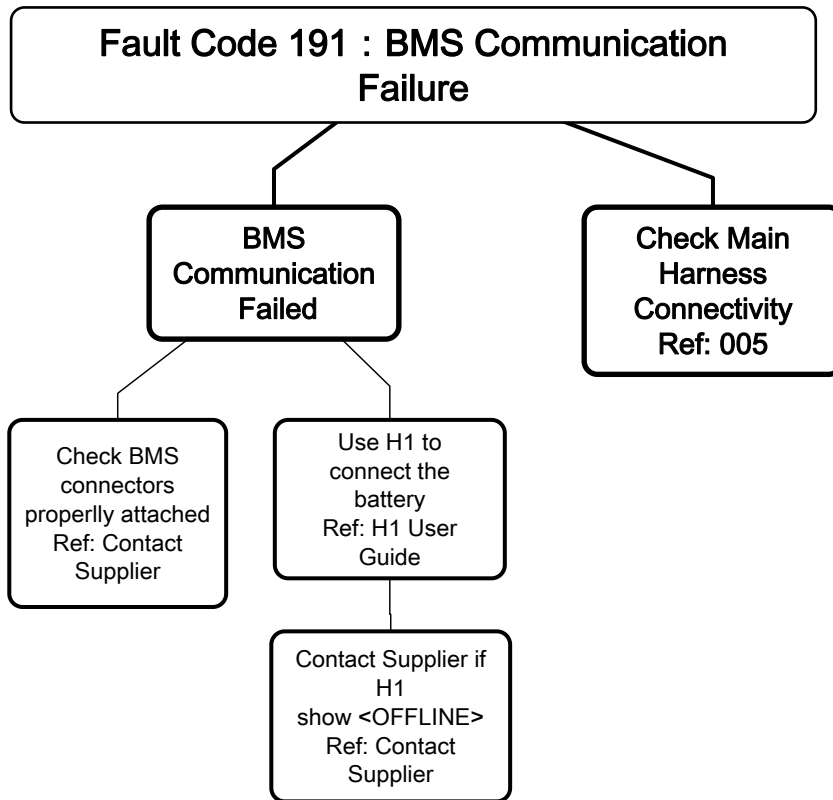 Fault Code 191 : BMS Communication
Failure
BMS
Communication
Failed
Check Main
Harness
Connectivity
Ref: 005
Check BMS
connectors
properlly attached
Ref: Contact
Supplier
Use H1 to
connect the
battery
Ref: H1 User
Guide
Contact Supplier if
H1
show <OFFLINE>
Ref: Contact
Supplier